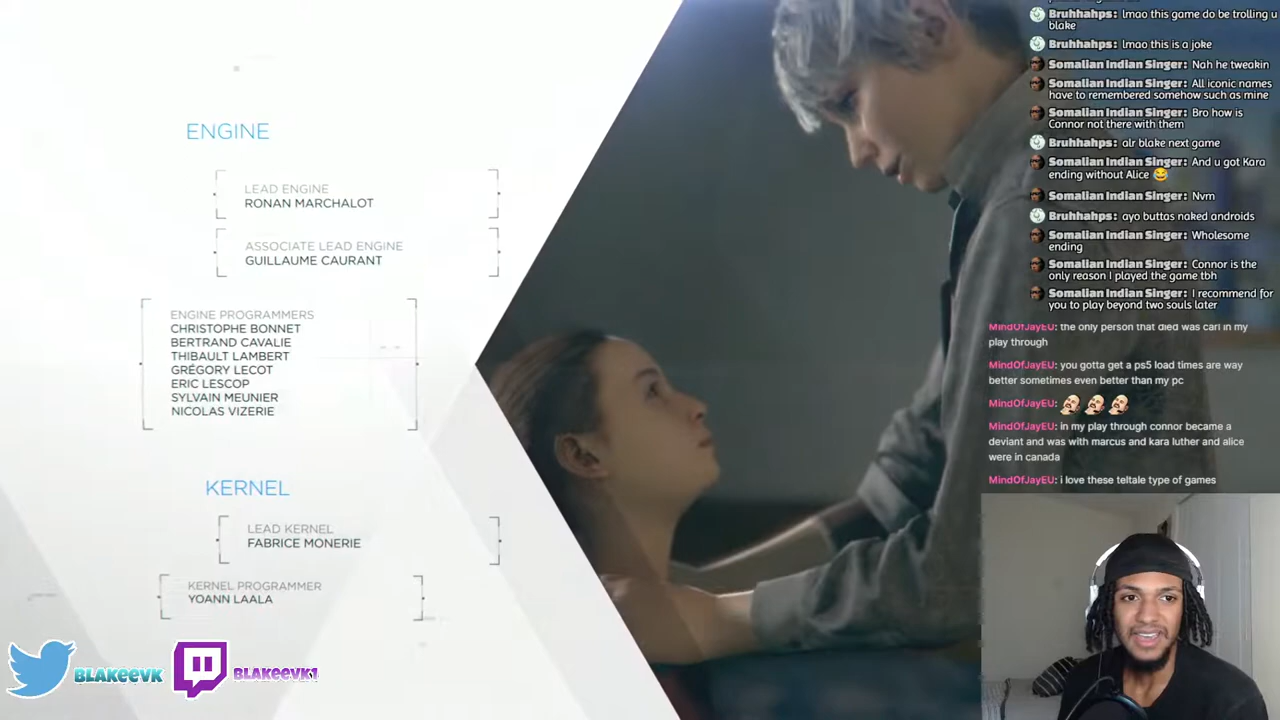 ENGINE
LEAD ENGINE
RONAN MARCHALOT
ASSOCIATE LEAD ENGINE
GUILLAUME CAURANT
ENGINE PROGRAMMERS
CHRISTOPHE BONNET
BERTRAND CAVALIE
THIBAULT LAMBERT
GRÉGORY LECOT
ERIC LESCOP
SYLVAIN MEUNIER
NICOLAS VIZERIE
KERNEL
LEAD KERNEL
FABRICE MONERIE
KERNEL PROGRAMMER
YOANN LAALA
BLAKEEVK
BLAKEEVK1
Bruhhahps: lmao this game do be trolling u
blake
Bruhhahps: lmao this is a joke
Somalian Indian Singer: Nah he tweakin
Somalian Indian Singer: All iconic names
have to remembered somehow such as mine
Somalian Indian Singer: Bro how is
Connor not there with them
Bruhhahps: alr blake next game
Somalian Indian Singer: And u got Kara
ending without Alice 😂
Somalian Indian Singer: Nvm
Bruhhahps: ayo buttas naked androids
Somalian Indian Singer: Wholesome
ending
Somalian Indian Singer: Connor is the
only reason I played the game tbh
Somalian Indian Singer: I recommend for
you to play beyond two souls later
MindOfJayEU: the only person that died was carl in my
play through
MindOfJayEU: you gotta get a ps5 load times are way
better sometimes even better than my pc
MindOfJayEU:
MindOfJayEU: in my play through connor became a
deviant and was with marcus and kara luther and alice
were in canada
MindOfJayEU: i love these teltale type of games